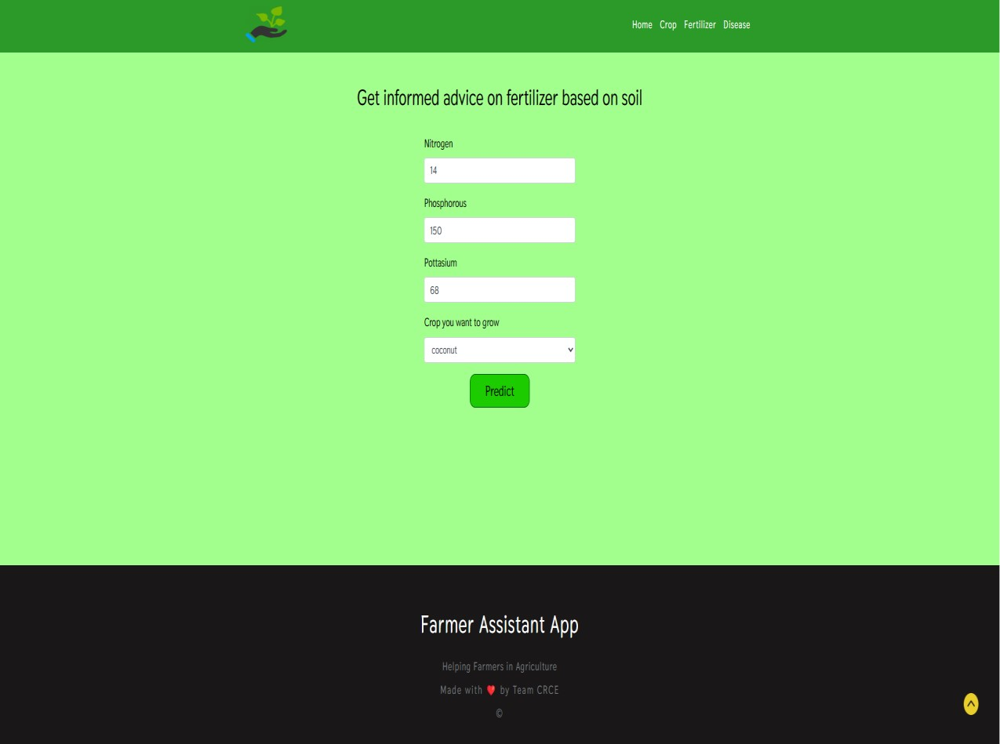 Home Crop Fertilizer Disease
Get informed advice on fertilizer based on soil
Nitrogen
14
Phosphorous
150
Pottasium
68
Crop you want to grow
coconut
Predict
Farmer Assistant App
Helping Farmers in Agriculture
Made with ❤️ by Team CRCE
©